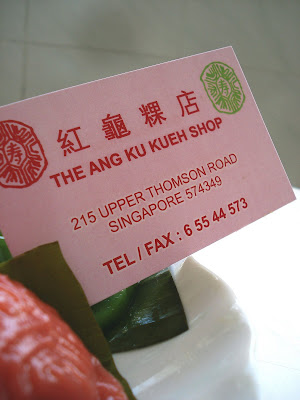 紅龜粿店
THE ANG KU KUEH SHOP
215 UPPER THOMSON ROAD
SINGAPORE 574349
TEL / FAX : 6 55 44 573